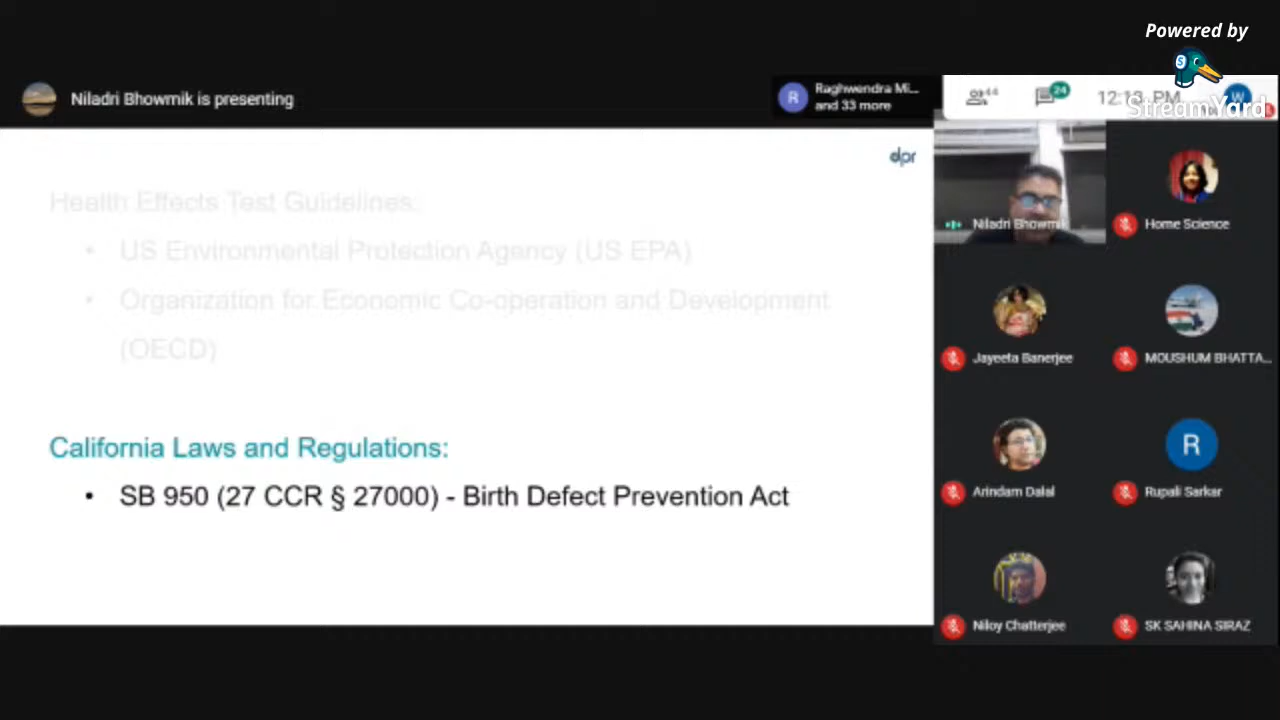 Powered by
StreamYard
Niladri Bhowmik is presenting
R
Raghwendra Mi...
and 33 more
44
24
PM
W
dpr
Health Effects Test Guidelines:
• US Environmental Protection Agency (US EPA)
• Organization for Economic Co-operation and Development
(OECD)
California Laws and Regulations:
• SB 950 (27 CCR § 27000) - Birth Defect Prevention Act
Niladri Bhowmik
Home Science
Jayeeta Banerjee
MOUSHUM BHATTA...
Arindam Dalal
R
Rupali Sarkar
Niloy Chatterjee
SK SAHINA SIRAZ